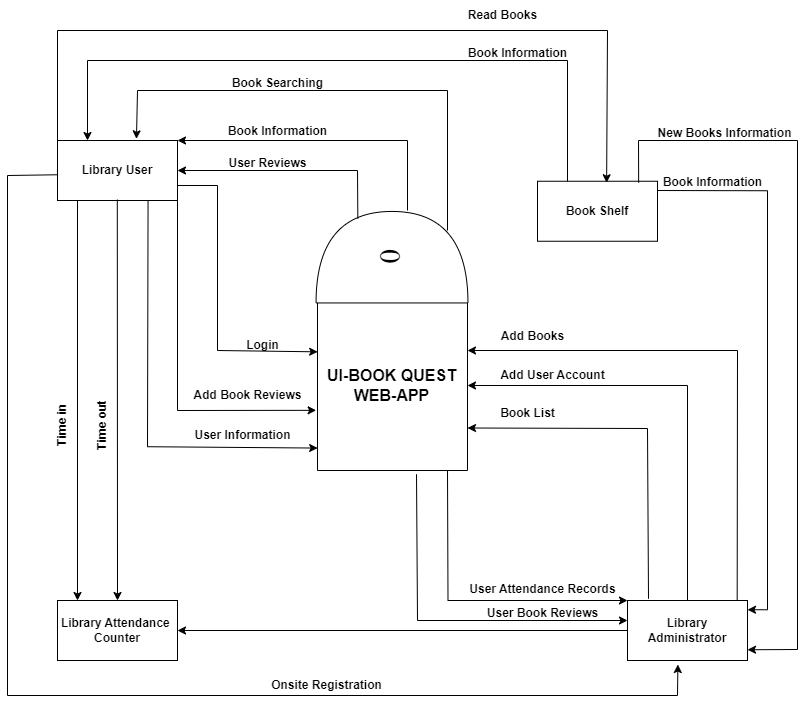 Read Books
Book Information
Book Searching
Book Information
New Books Information
User Reviews
Library User
Book Information
Book Shelf
0
Add Books
Login
UI-BOOK QUEST
WEB-APP
Add User Account
Add Book Reviews
Book List
Time in
Time out
User Information
User Attendance Records
User Book Reviews
Library Attendance
Counter
Library
Administrator
Onsite Registration